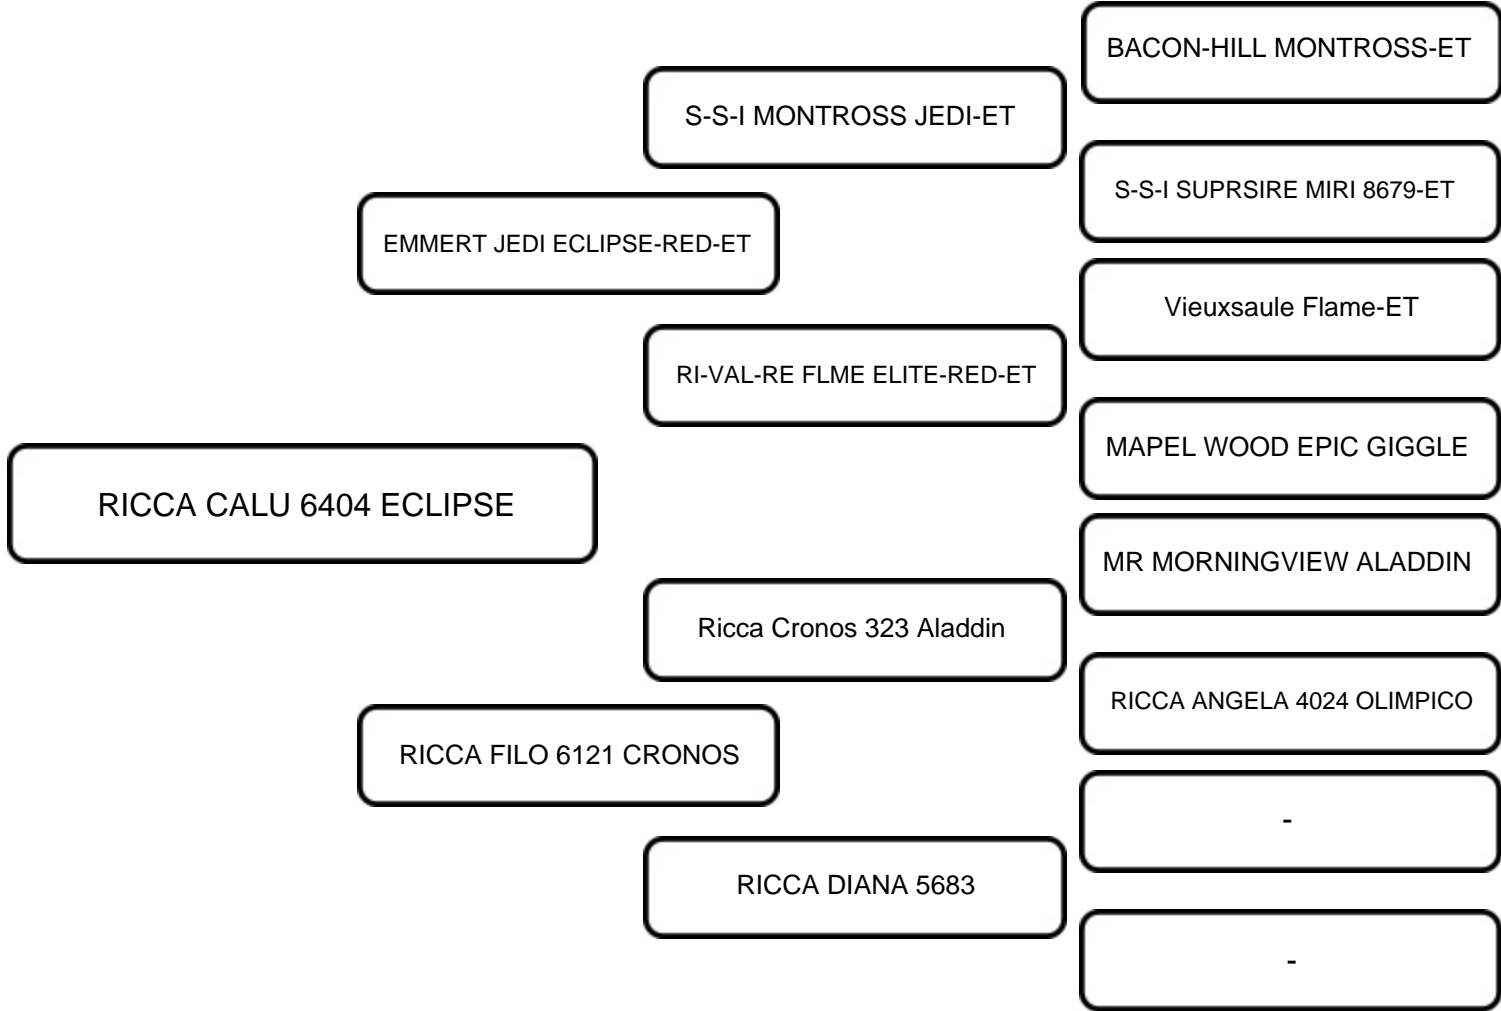 BACON-HILL MONTROSS-ET
S-S-I MONTROSS JEDI-ET
S-S-I SUPRSIRE MIRI 8679-ET
EMMERT JEDI ECLIPSE-RED-ET
Vieuxsaule Flame-ET
RI-VAL-RE FLME ELITE-RED-ET
MAPEL WOOD EPIC GIGGLE
RICCA CALU 6404 ECLIPSE
MR MORNINGVIEW ALADDIN
Ricca Cronos 323 Aladdin
RICCA ANGELA 4024 OLIMPICO
RICCA FILO 6121 CRONOS
-
RICCA DIANA 5683
-